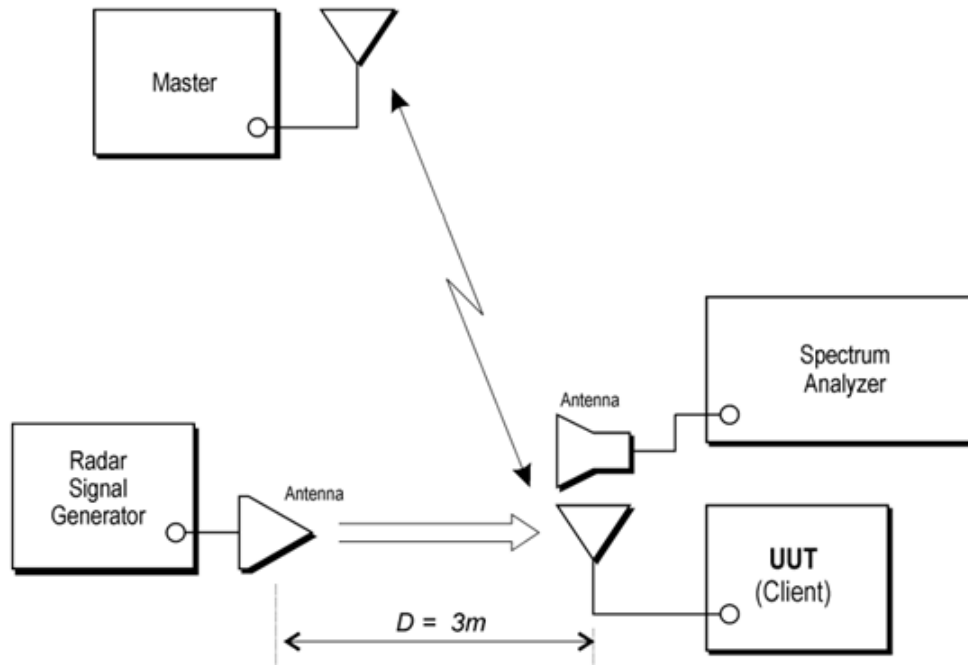 Master
Spectrum
Analyzer
Antenna
Radar
Signal
Generator
Antenna
UUT
(Client)
D = 3m